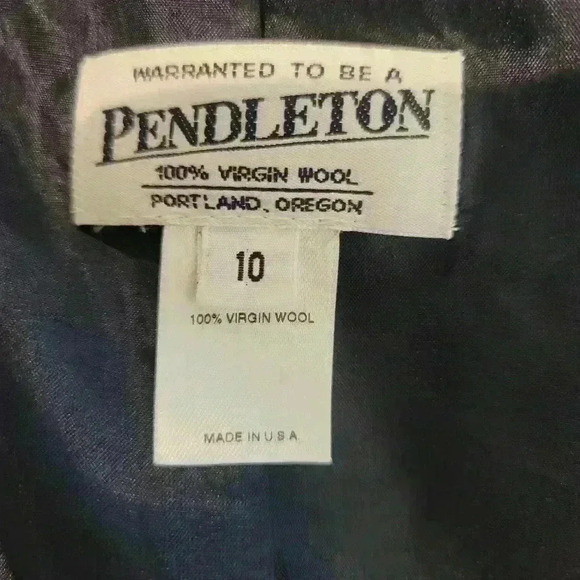 WARRANTED TO BE A
PENDLETON
100% VIRGIN WOOL
PORTLAND, OREGON
10
100% VIRGIN WOOL
MADE IN U S A